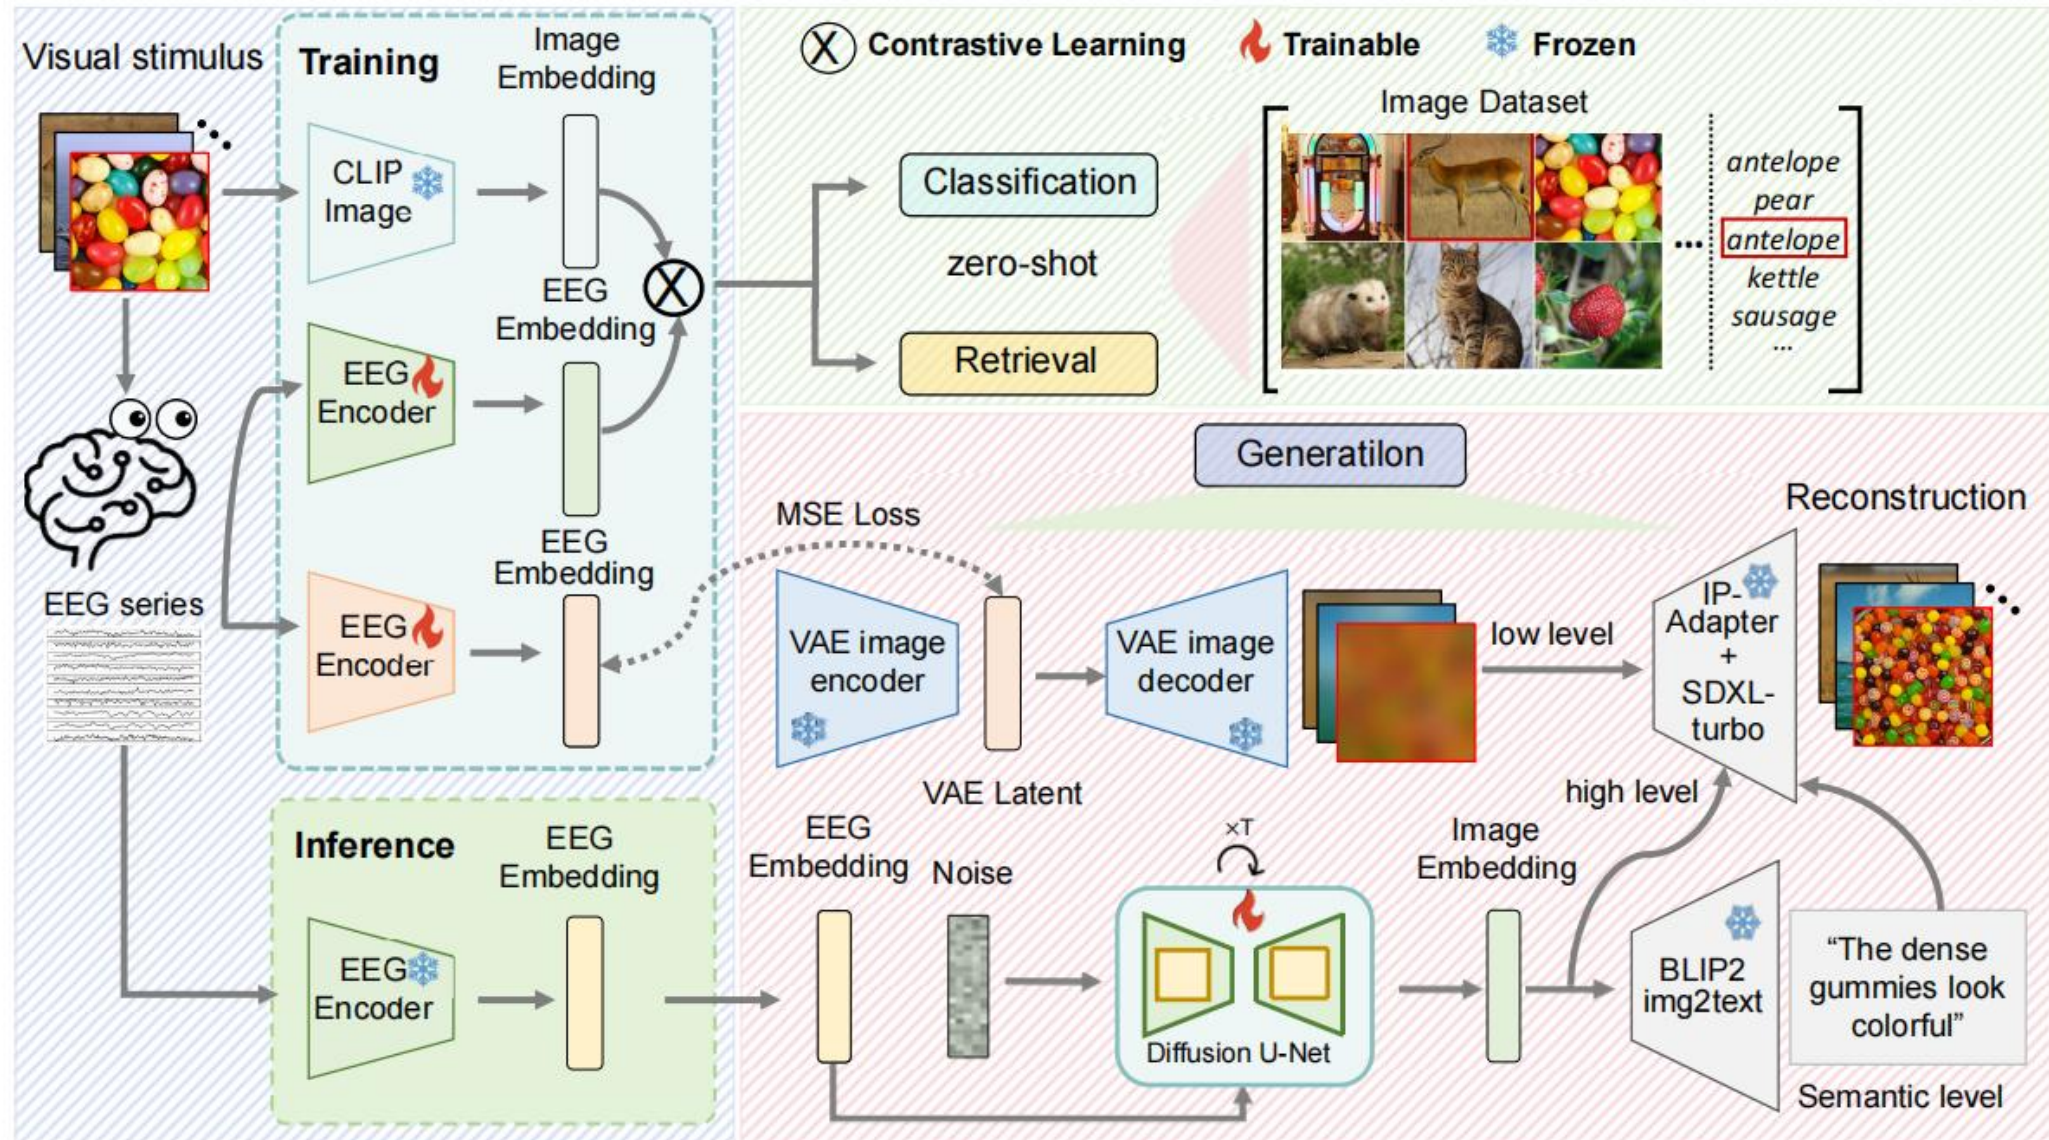 Visual stimulus
Training
Image
Embedding
CLIP
Image
EEG
Embedding
X
EEG
Encoder
EEG
Embedding
EEG
Encoder
EEG series
Inference
EEG
Embedding
EEG
Encoder
X Contrastive Learning
Trainable
Frozen
Image Dataset
Classification
zero-shot
Retrieval
antelope
pear
antelope
kettle
sausage
...
Generatilon
Reconstruction
MSE Loss
VAE image
encoder
VAE Latent
VAE image
decoder
low level
IP-
Adapter
+
SDXL-
turbo
high level
EEG
Embedding
Noise
×T
Diffusion U-Net
Image
Embedding
BLIP2
img2text
“The dense
gummies look
colorful”
Semantic level